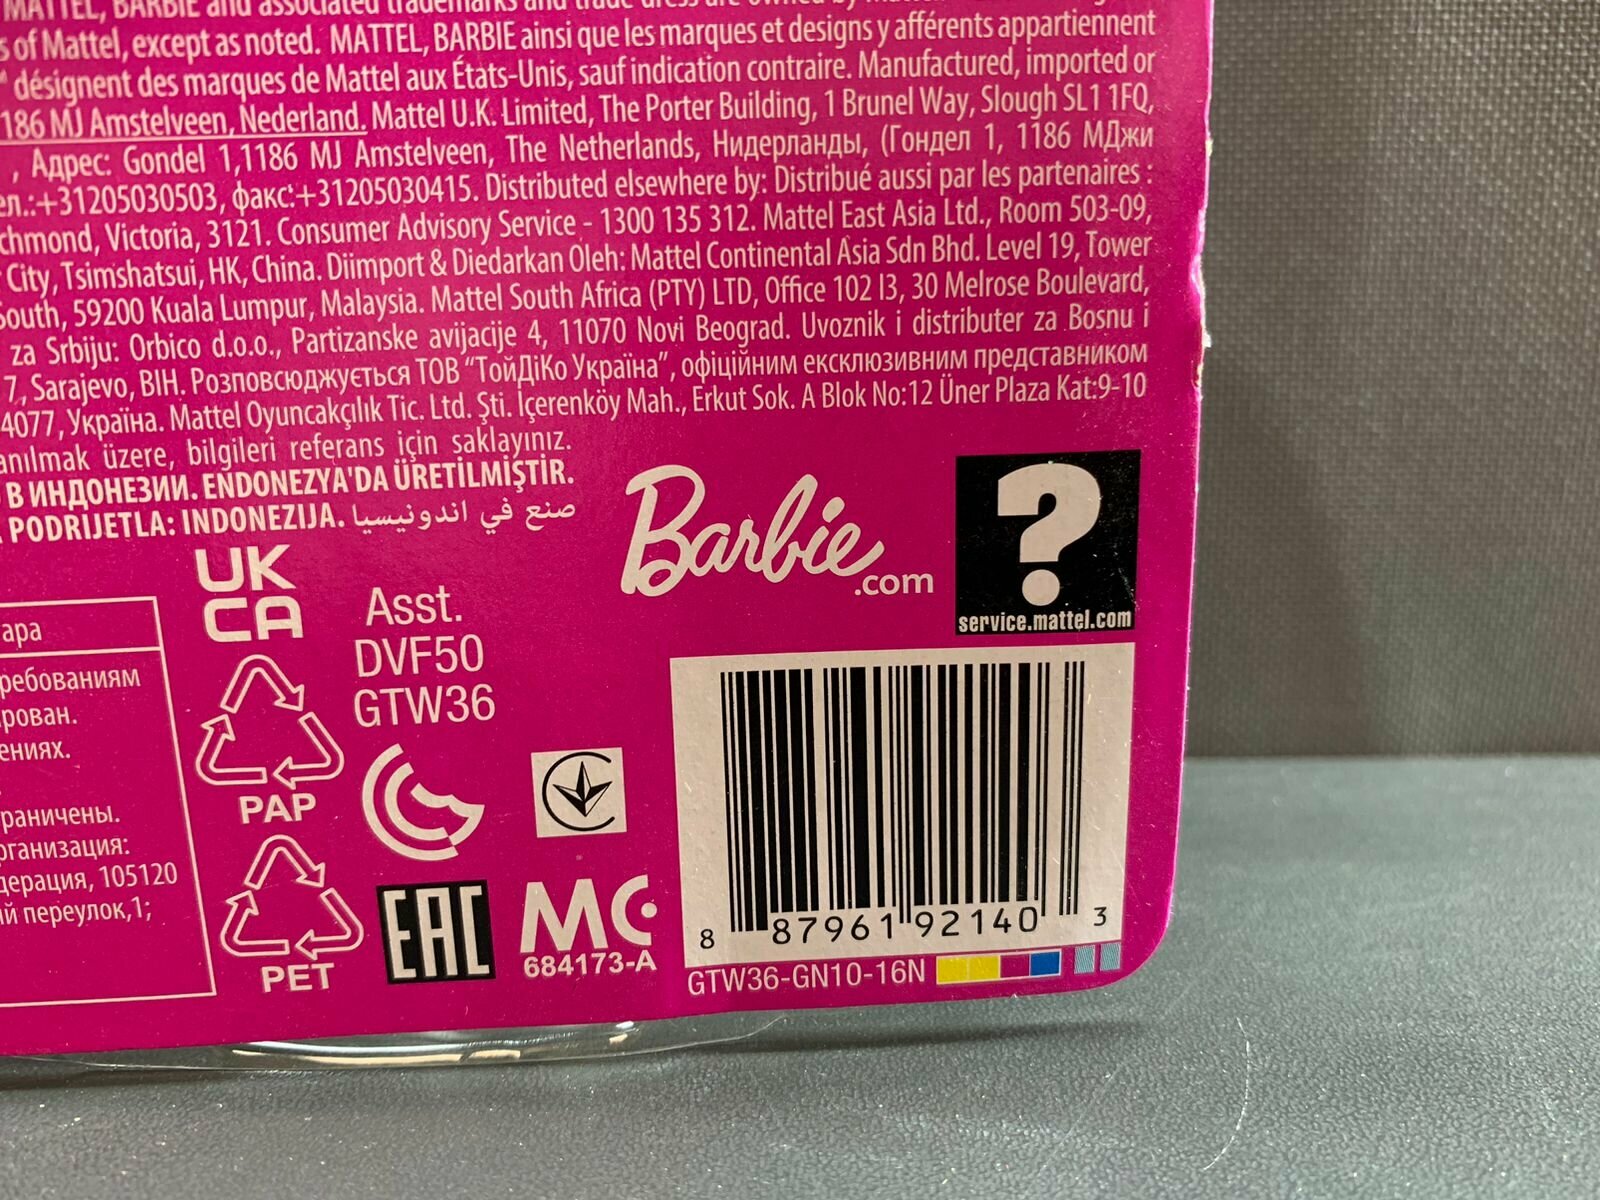 MATTEL, BARBIE and associated trademarks and trade dress are owned by
s of Mattel, except as noted. MATTEL, BARBIE ainsi que les marques et designs y afférents appartiennent
désignent des marques de Mattel aux États-Unis, sauf indication contraire. Manufactured, imported or
186 MJ Amstelveen, Nederland. Mattel U.K. Limited, The Porter Building, 1 Brunel Way, Slough SL1 1FQ,
, Адрес: Gondel 1,1186 MJ Amstelveen, The Netherlands, Нидерланды, (Гондел 1, 1186 МДжи
ел.:+31205030503, факс:+31205030415. Distributed elsewhere by: Distribué aussi par les partenaires :
chmond, Victoria, 3121. Consumer Advisory Service - 1300 135 312. Mattel East Asia Ltd., Room 503-09,
City, Tsimshatsui, HK, China. Diimport & Diedarkan Oleh: Mattel Continental Asia Sdn Bhd. Level 19, Tower
South, 59200 Kuala Lumpur, Malaysia. Mattel South Africa (PTY) LTD, Office 102 I3, 30 Melrose Boulevard,
za Srbiju: Orbico d.o.o., Partizanske avijacije 4, 11070 Novi Beograd. Uvoznik i distributer za Bosnu i
7, Sarajevo, BIH. Розповсюджується ТОВ "ТойДіКо Україна", офіційним ексклюзивним представником
4077, Україна. Mattel Oyuncakçılık Tic. Ltd. Şti. İçerenköy Mah., Erkut Sok. A Blok No:12 Üner Plaza Kat:9-10
anılmak üzere, bilgileri referans için saklayınız.
В ИНДОНЕЗИИ. ENDONEZYA'DA ÜRETİLMİŞTİR.
PODRIJETLA: INDONEZIJA. صنع في اندونيسيا
Barbie.com
?
service.mattel.com
UK
CA
Asst.
DVF50
GTW36
PAP
PET
EAC
MC
684173-A
ара
ребованиям
рован.
ениях.
раничены.
рганизация:
дерация, 105120
ий переулок,1;
8 87961 92140 3
GTW36-GN10-16N